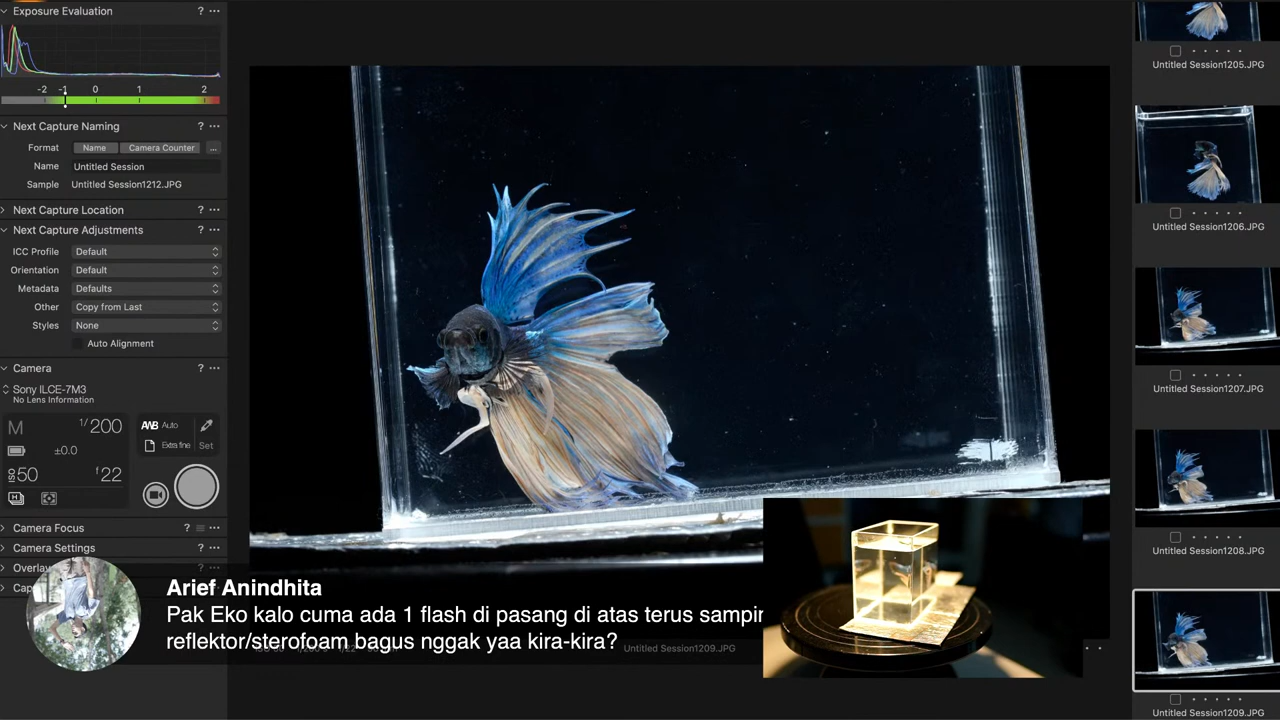 Exposure Evaluation ? ...
-2 -1 0 1 2
Next Capture Naming ? ...
Format Name Camera Counter ...
Name Untitled Session
Sample Untitled Session1212.JPG
Next Capture Location ? ...
Next Capture Adjustments ? ...
ICC Profile Default
Orientation Default
Metadata Defaults
Other Copy from Last
Styles None
Auto Alignment
Camera ? ...
Sony ILCE-7M3
No Lens Information
M 1/200
AWB Auto
±0.0
Extra fine Set
ISO 50 f22
Camera Focus ? ...
Camera Settings ? ...
? ...
Arief Anindhita
Pak Eko kalo cuma ada 1 flash di pasang di atas terus
reflektor/sterofoam bagus nggak yaa kira-kira?
Untitled Session1209.JPG
Untitled Session1205.JPG
Untitled Session1206.JPG
Untitled Session1207.JPG
Untitled Session1208.JPG
Untitled Session1209.JPG